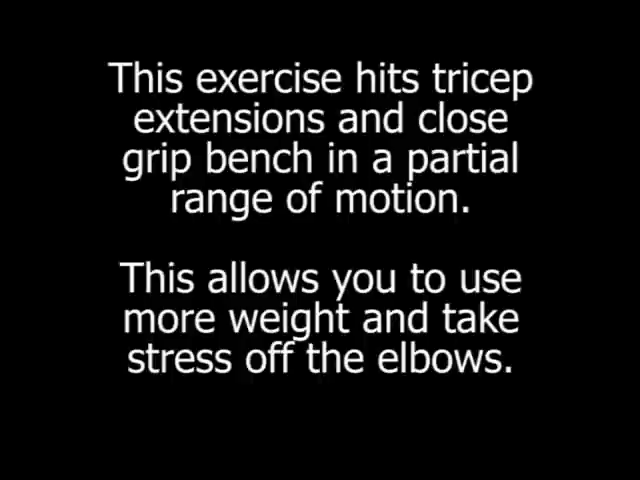 This exercise hits tricep
extensions and close
grip bench in a partial
range of motion.
This allows you to use
more weight and take
stress off the elbows.